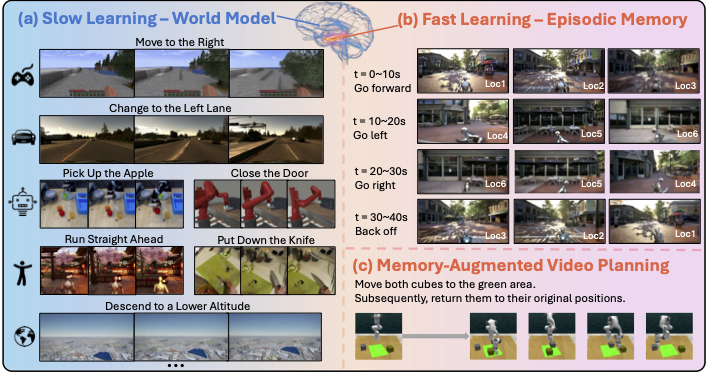 (a) Slow Learning – World Model
Move to the Right
Change to the Left Lane
Pick Up the Apple
Close the Door
Run Straight Ahead
Put Down the Knife
Descend to a Lower Altitude
•••
(b) Fast Learning – Episodic Memory
t = 0~10s
Go forward
Loc1
Loc2
Loc3
t = 10~20s
Go left
Loc4
Loc5
Loc6
t = 20~30s
Go right
Loc6
Loc5
Loc4
t = 30~40s
Back off
Loc3
Loc2
Loc1
(c) Memory-Augmented Video Planning
Move both cubes to the green area.
Subsequently, return them to their original positions.